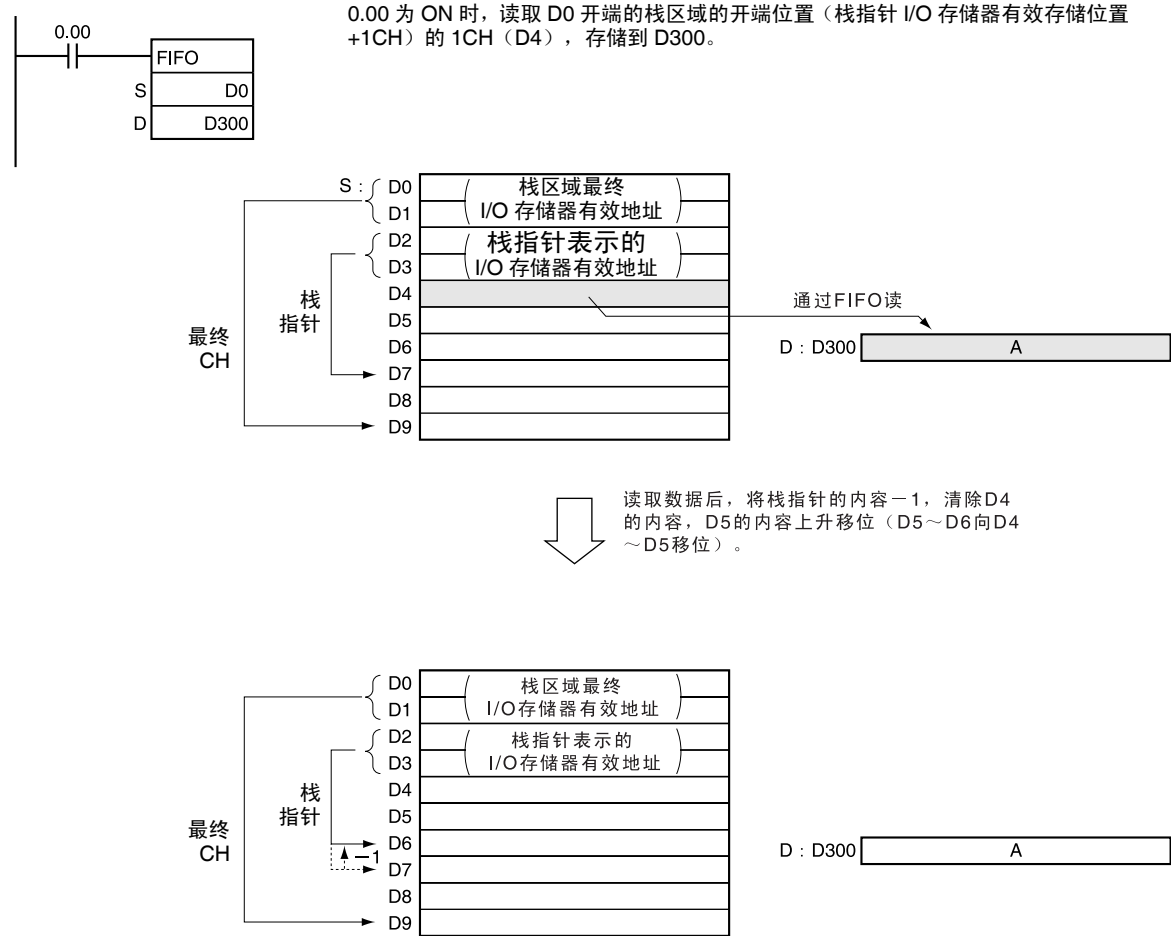 0.00 为 ON 时，读取 D0 开端的栈区域的开端位置（栈指针 I/O 存储器有效存储位置
+1CH）的 1CH（D4），存储到 D300。
0.00
FIFO
S D0
D D300
S : D0
D1
D2
D3
D4
D5
D6
D7
D8
D9
栈区域最终
I/O 存储器有效地址
栈指针表示的
I/O 存储器有效地址
栈
指针
最终
CH
通过FIFO读
D : D300 A
读取数据后，将栈指针的内容－1，清除D4
的内容，D5的内容上升移位（D5～D6向D4
～D5移位）。
D0
D1
D2
D3
D4
D5
D6
D7
D8
D9
栈区域最终
I/O存储器有效地址
栈指针表示的
I/O存储器有效地址
栈
指针
最终
CH
－1
D : D300 A